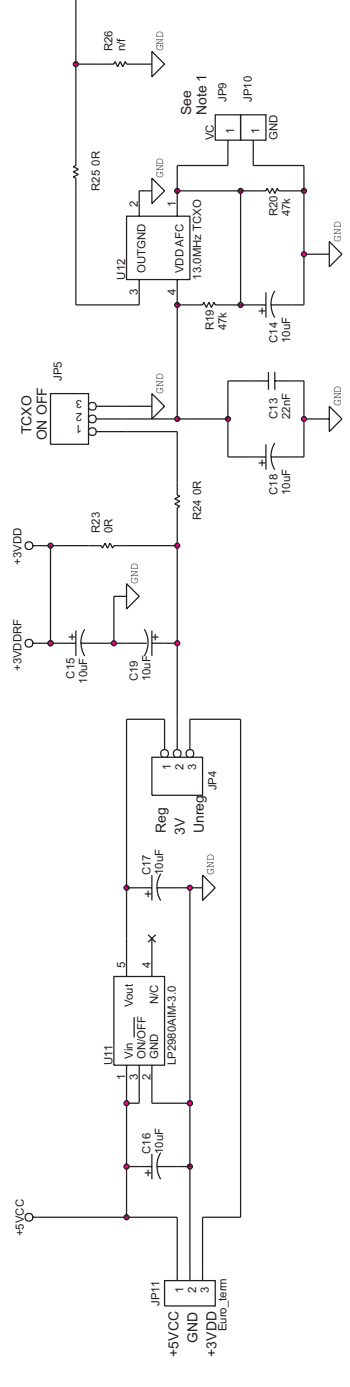 +5VCC
JP11
+5VCC
GND
+3VDD
1
2
3
Euro_term
C16
10uF
U11
1
3
2
Vin
ON/OFF
GND
Vout
N/C
5
4
LP2980AIM-3.0
C17
10uF
GND
Reg
3V
Unreg
1
2
3
JP4
+3VDDRF
+3VDD
C15
10uF
C19
10uF
GND
R23
0R
R24 0R
TCXO
ON OFF
JP5
1 2 3
GND
C18
10uF
C13
22nF
GND
U12
3
4
OUT GND
VDD AFC
2
1
13.0MHz TCXO
GND
R19
47k
C14
10uF
R20
47k
GND
See
Note 1
JP9
JP10
VC
1
1
GND
R25 0R
R26
n/f
GND